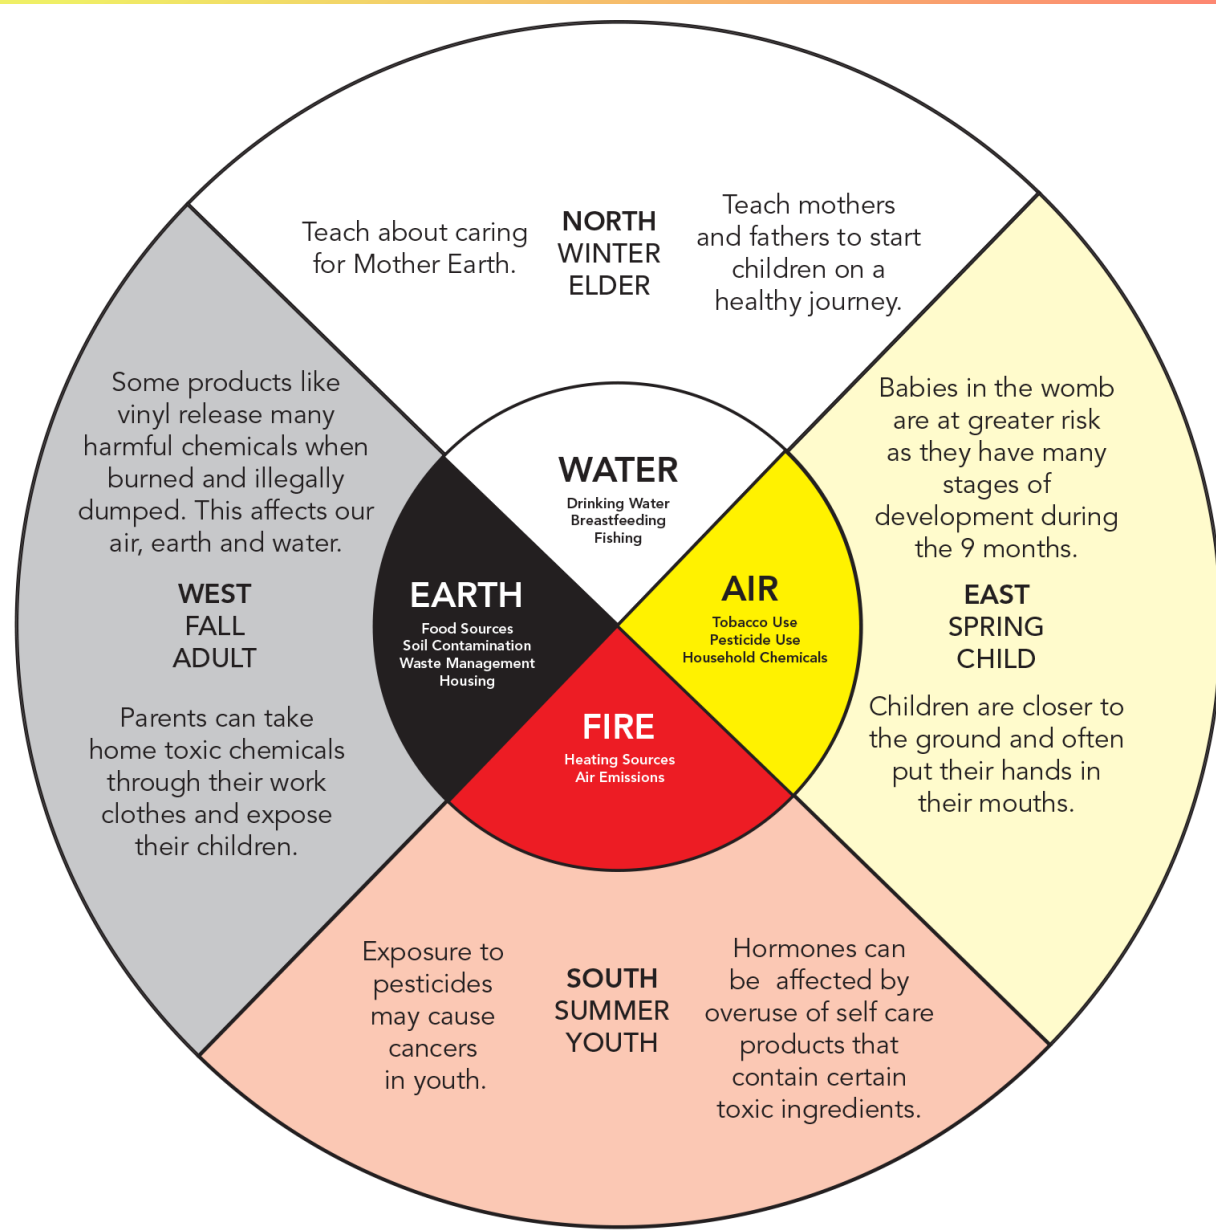 Teach about caring
for Mother Earth.
NORTH
WINTER
ELDER
Teach mothers
and fathers to start
children on a
healthy journey.
Some products like
vinyl release many
harmful chemicals when
burned and illegally
dumped. This affects our
air, earth and water.
WEST
FALL
ADULT
Parents can take
home toxic chemicals
through their work
clothes and expose
their children.
WATER
Drinking Water
Breastfeeding
Fishing
EARTH
Food Sources
Soil Contamination
Waste Management
Housing
AIR
Tobacco Use
Pesticide Use
Household Chemicals
FIRE
Heating Sources
Air Emissions
Babies in the womb
are at greater risk
as they have many
stages of
development during
the 9 months.
EAST
SPRING
CHILD
Children are closer to
the ground and often
put their hands in
their mouths.
Exposure to
pesticides
may cause
cancers
in youth.
SOUTH
SUMMER
YOUTH
Hormones can
be  affected by
overuse of self care
products that
contain certain
toxic ingredients.